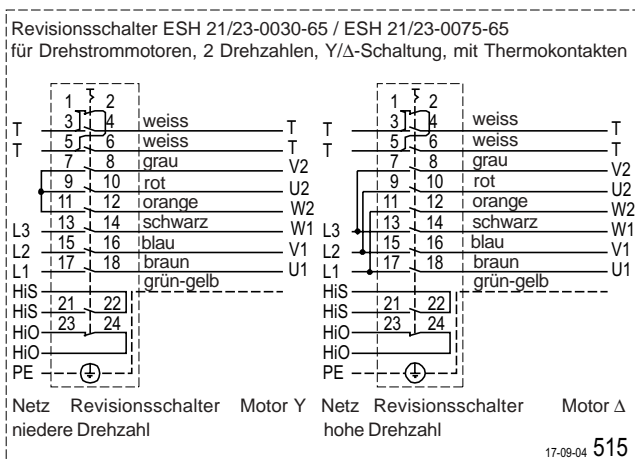 Revisionsschalter ESH 21/23-0030-65 / ESH 21/23-0075-65
für Drehstrommotoren, 2 Drehzahlen, Y/Δ-Schaltung, mit Thermokontakten
1 2
T 3 4 weiss T
T 5 6 weiss T
7 8 grau V2
9 10 rot U2
11 12 orange W2
L3 13 14 schwarz W1
L2 15 16 blau V1
L1 17 18 braun U1
grün-gelb
HiS
HiS 21 22
HiO 23 24
HiO
PE
Netz Revisionsschalter Motor Y
niedere Drehzahl
1 2
T 3 4 weiss T
T 5 6 weiss T
7 8 grau V2
9 10 rot U2
11 12 orange W2
L3 13 14 schwarz W1
L2 15 16 blau V1
L1 17 18 braun U1
grün-gelb
HiS
HiS 21 22
HiO 23 24
HiO
PE
Netz Revisionsschalter Motor Δ
hohe Drehzahl
17-09-04 515